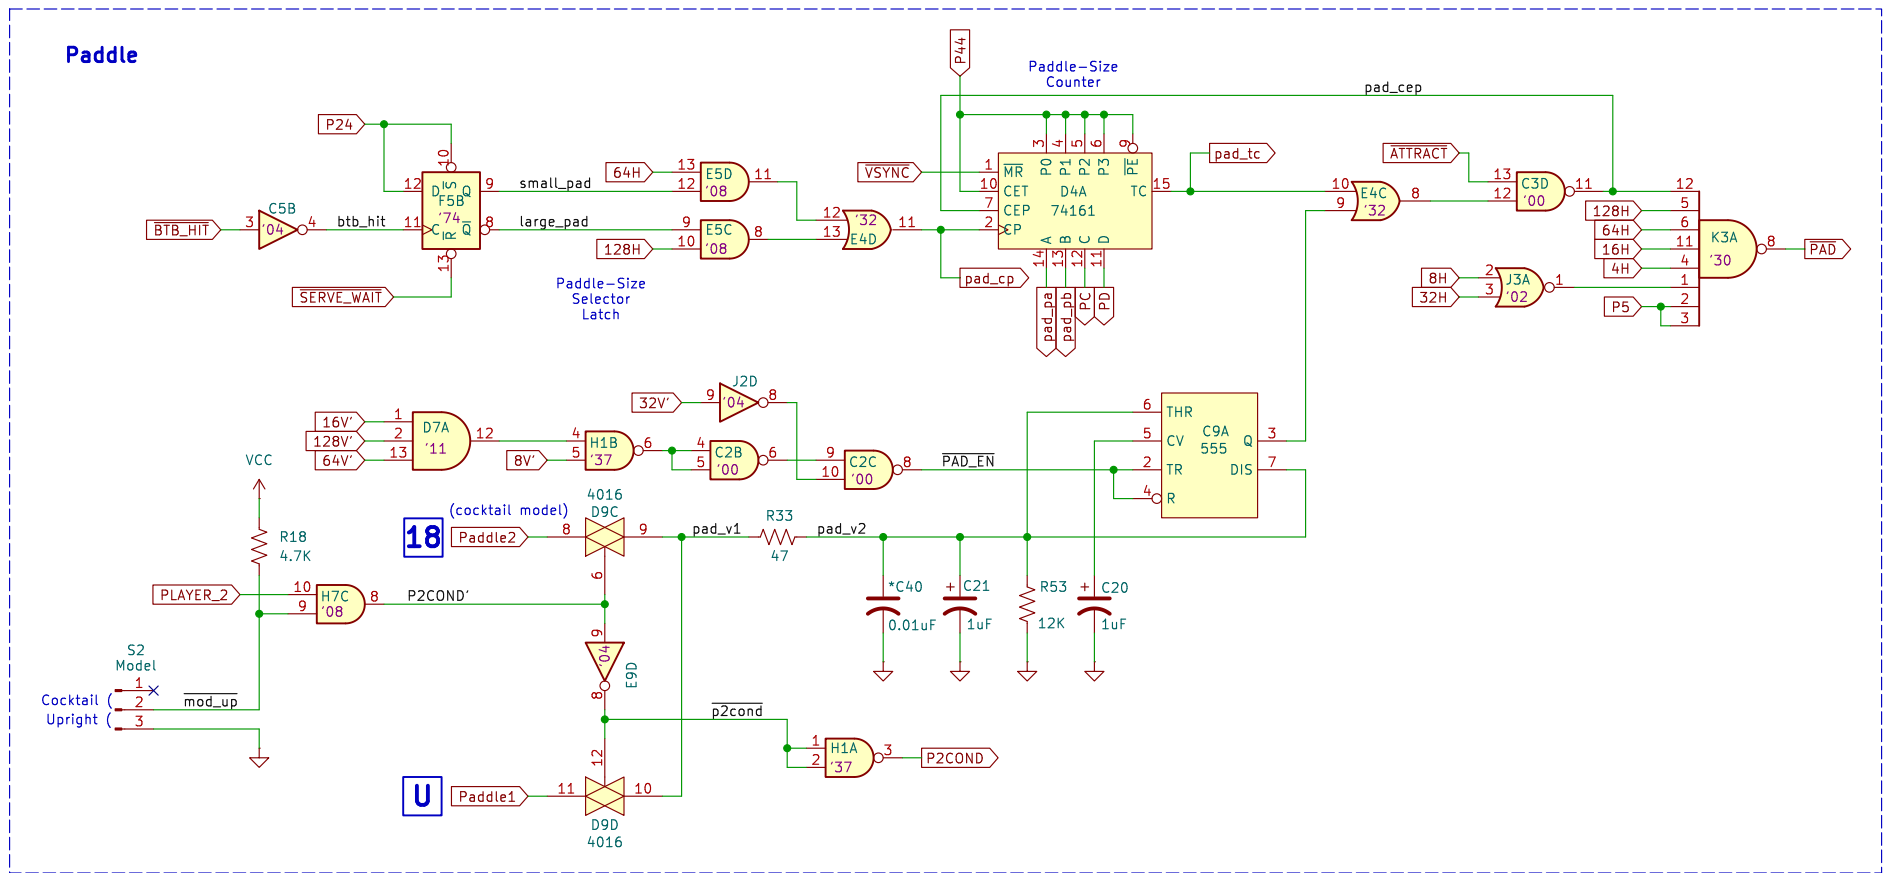 Paddle
P44
Paddle-Size
Counter
pad_cep
P24
10
12 D S Q 9
F5B
'74
11 C R Q 8
13
BTB_HIT 3 C5B '04 4 btb_hit
SERVE_WAIT
small_pad
large_pad
64H 13 E5D 11
12 '08
9 E5C 8
128H 10 '08
Paddle-Size
Selector
Latch
12 '32 11
13 E4D
VSYNC
3 4 5 6 9
P0 P1 P2 P3 PE
1 MR
10 CET D4A TC 15
7 CEP 74161
2 CP
A B C D
14 13 12 11
pad_cp
pad_pa
pad_pb
PC
PD
pad_tc
10 E4C 8
9 '32
ATTRACT
13 C3D 11
12 '00
12
128H 5
64H 6 K3A
16H 11 '30 8 PAD
4H 4
8H 2 J3A 1 1
32H 3 '02
P5 2
3
J2D
32V' 9 '04 8
16V' 1 D7A
128V' 2 '11 12
64V' 13
4 H1B 6
8V' 5 '37
4 C2B 6
5 '00
9 C2C 8
10 '00
PAD_EN
6 THR
5 CV C9A Q 3
555
2 TR DIS 7
4 R
VCC
R18
4.7K
(cocktail model)
4016
D9C
18 Paddle2 8 9
6
pad_v1
R33
47
pad_v2
*C40
0.01uF
+ C21
1uF
R53
12K
+ C20
1uF
PLAYER_2 10 H7C 8 P2COND'
9 '08
9
'04 E9D
8
S2
Model
1
Cocktail ( 2 mod_up
Upright ( 3
p2cond
12
1 H1A 3 P2COND
2 '37
U Paddle1 11 10
D9D
4016